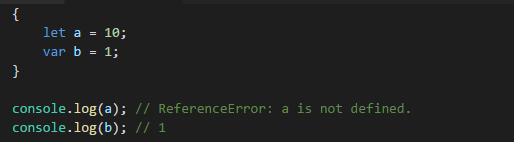 {
    let a = 10;
    var b = 1;
}
console.log(a); // ReferenceError: a is not defined.
console.log(b); // 1